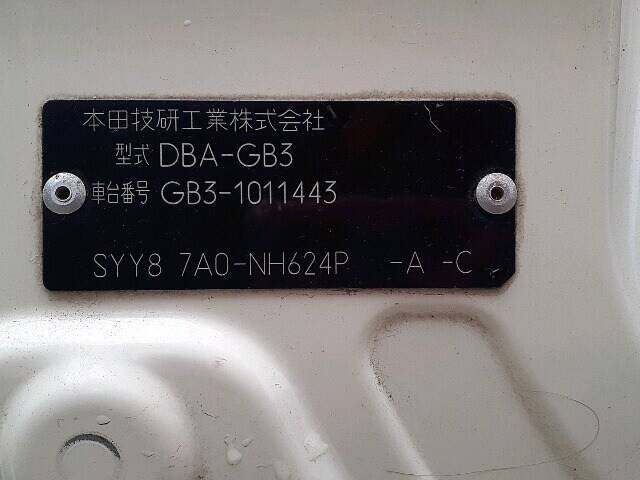 本田技研工業株式会社
型式 DBA-GB3
車台番号 GB3-1011443
SYY8 7A0-NH624P -A -C